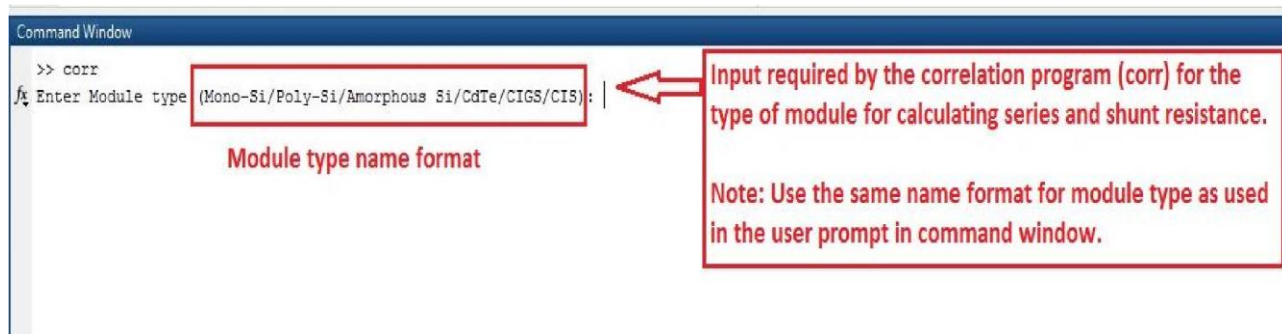 Command Window
>> corr
fx Enter Module type (Mono-Si/Poly-Si/Amorphous Si/CdTe/CIGS/CIS):
Module type name format
Input required by the correlation program (corr) for the
type of module for calculating series and shunt resistance.
Note: Use the same name format for module type as used
in the user prompt in command window.